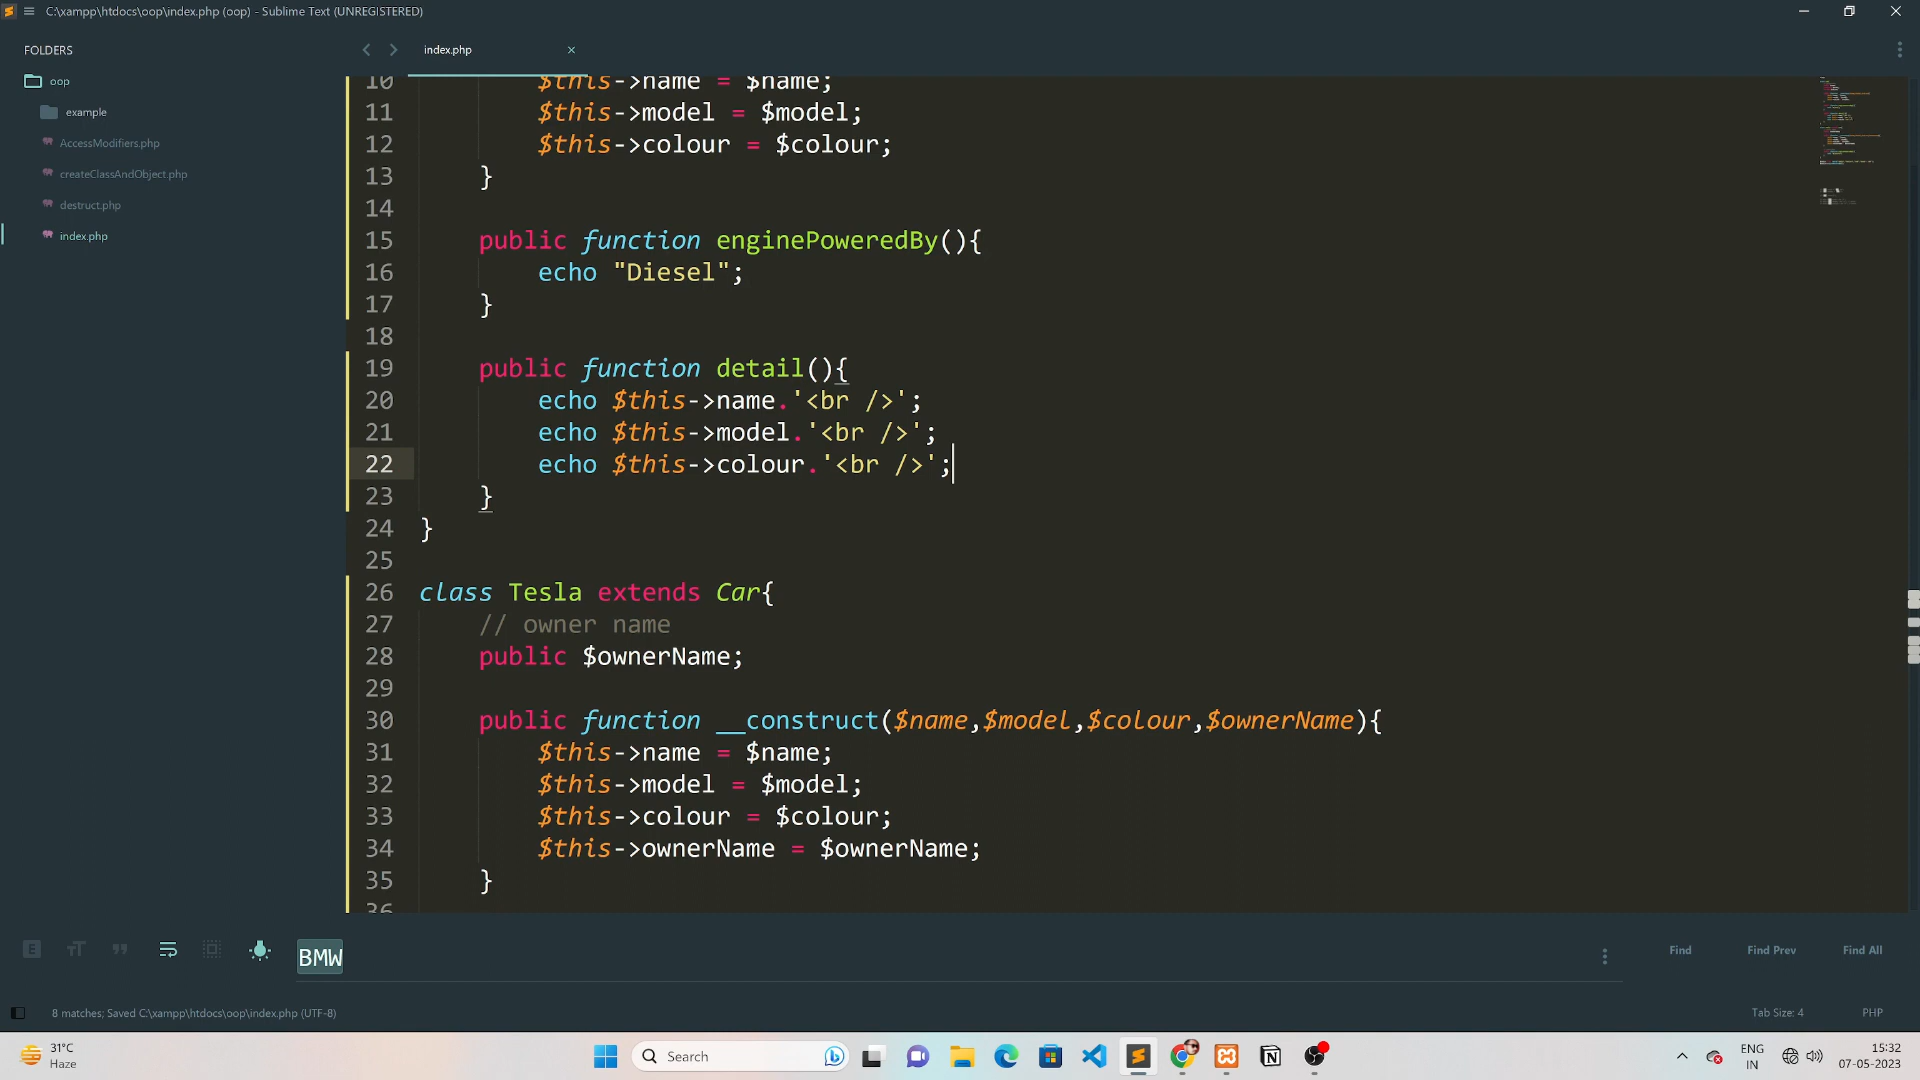 C:\xampp\htdocs\oop\index.php (oop) - Sublime Text (UNREGISTERED)
FOLDERS
oop
example
AccessModifiers.php
createClassAndObject.php
destruct.php
index.php
index.php
10 $this->name = $name;
11 $this->model = $model;
12 $this->colour = $colour;
13 }
14
15 public function enginePoweredBy(){
16 echo "Diesel";
17 }
18
19 public function detail(){
20 echo $this->name.'<br />';
21 echo $this->model.'<br />';
22 echo $this->colour.'<br />';
23 }
24 }
25
26 class Tesla extends Car{
27 // owner name
28 public $ownerName;
29
30 public function __construct($name,$model,$colour,$ownerName){
31 $this->name = $name;
32 $this->model = $model;
33 $this->colour = $colour;
34 $this->ownerName = $ownerName;
35 }
36
BMW
Find
Find Prev
Find All
8 matches; Saved C:\xampp\htdocs\oop\index.php (UTF-8)
Tab Size: 4
PHP
31°C
Haze
Search
ENG
IN
15:32
07-05-2023